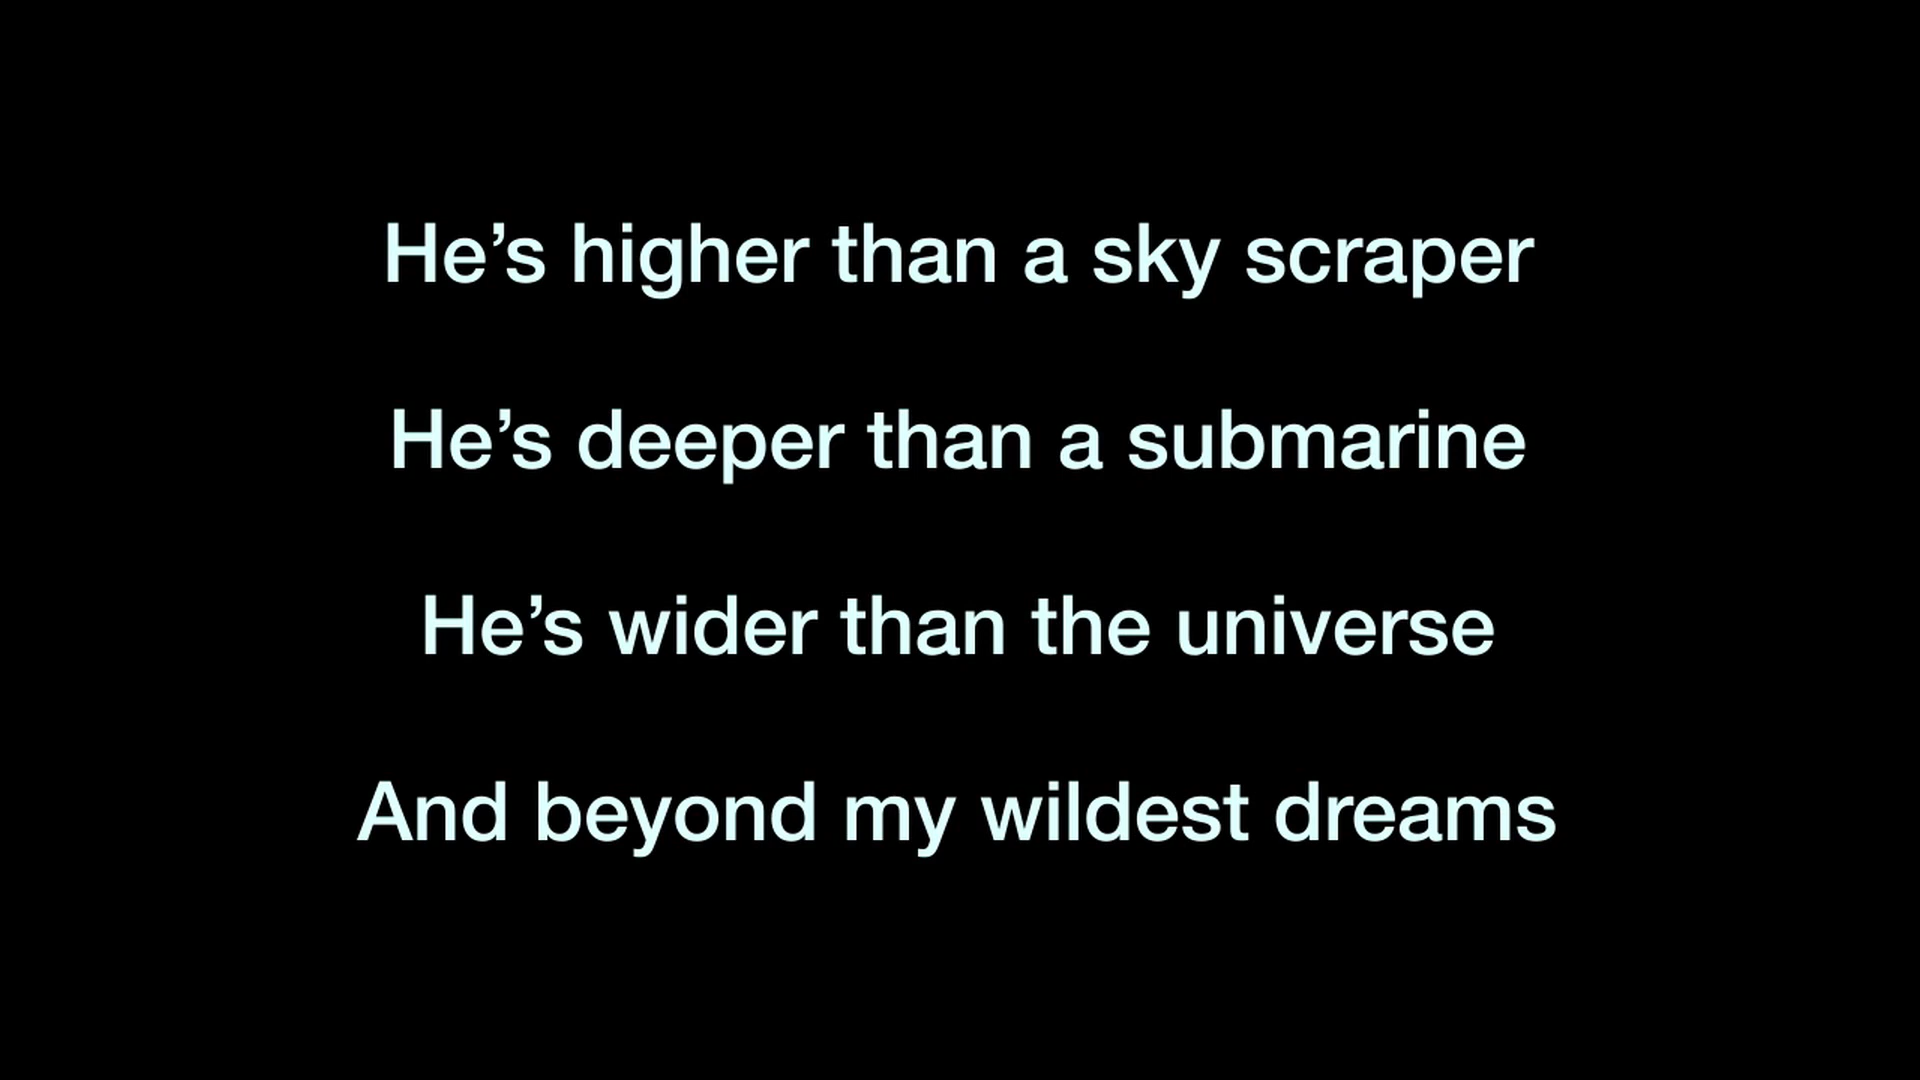 He’s higher than a sky scraper
He’s deeper than a submarine
He’s wider than the universe
And beyond my wildest dreams